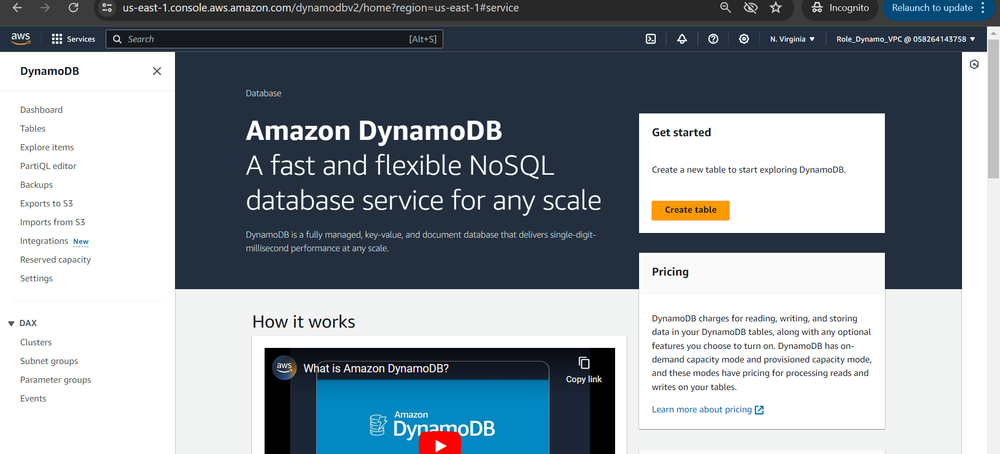 us-east-1.console.aws.amazon.com/dynamodbv2/home?region=us-east-1#service
Incognito
Relaunch to update
aws
Services
Search
[Alt+S]
N. Virginia
Role_Dynamo_VPC @ 058264143758
DynamoDB
Dashboard
Tables
Explore items
PartiQL editor
Backups
Exports to S3
Imports from S3
Integrations New
Reserved capacity
Settings
DAX
Clusters
Subnet groups
Parameter groups
Events
Database
Amazon DynamoDB
A fast and flexible NoSQL
database service for any scale
DynamoDB is a fully managed, key-value, and document database that delivers single-digit-
millisecond performance at any scale.
Get started
Create a new table to start exploring DynamoDB.
Create table
Pricing
DynamoDB charges for reading, writing, and storing
data in your DynamoDB tables, along with any optional
features you choose to turn on. DynamoDB has on-
demand capacity mode and provisioned capacity mode,
and these modes have pricing for processing reads and
writes on your tables.
Learn more about pricing
How it works
aws
What is Amazon DynamoDB?
Copy link
Amazon
DynamoDB